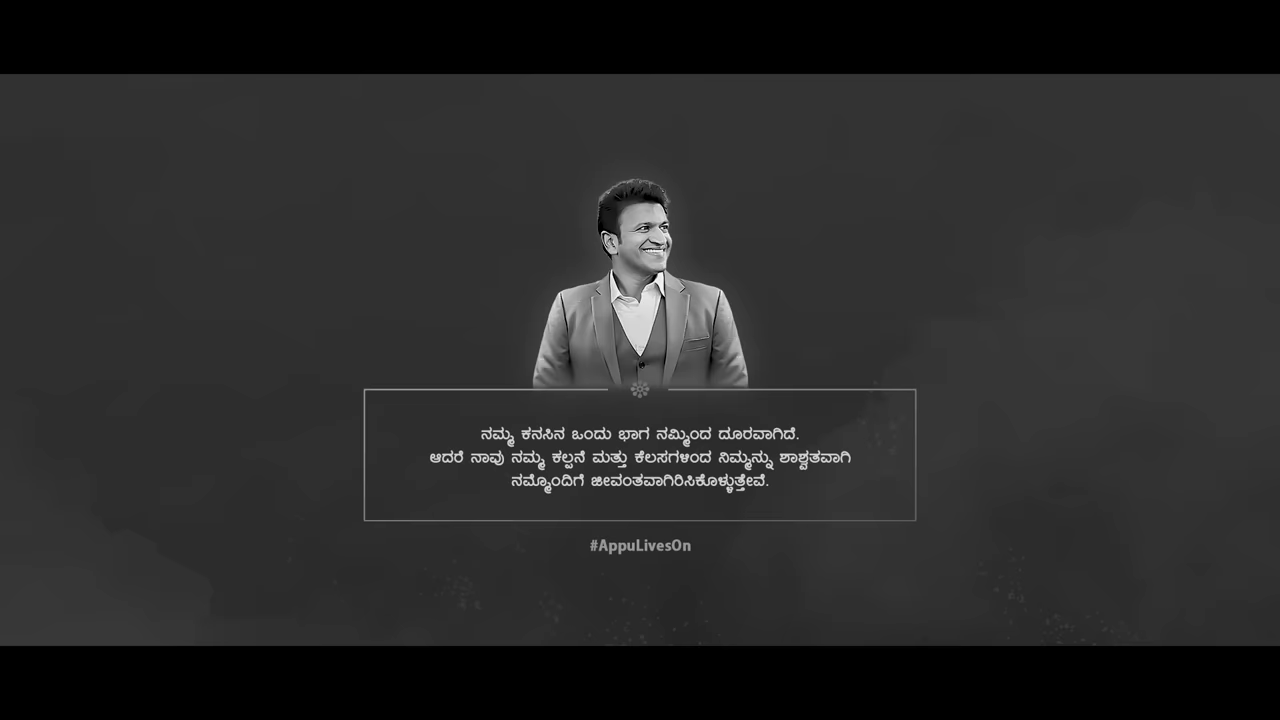 ನಮ್ಮ ಕನಸಿನ ಒಂದು ಭಾಗ ನಮ್ಮಿಂದ ದೂರವಾಗಿದೆ.
ಆದರೆ ನಾವು ನಮ್ಮ ಕಲ್ಪನೆ ಮತ್ತು ಕೆಲಸಗಳಿಂದ ನಿಮ್ಮನ್ನು ಶಾಶ್ವತವಾಗಿ
ನಮ್ಮೊಂದಿಗೆ ಜೀವಂತವಾಗಿರಿಸಿಕೊಳ್ಳುತ್ತೇವೆ.
#AppuLivesOn